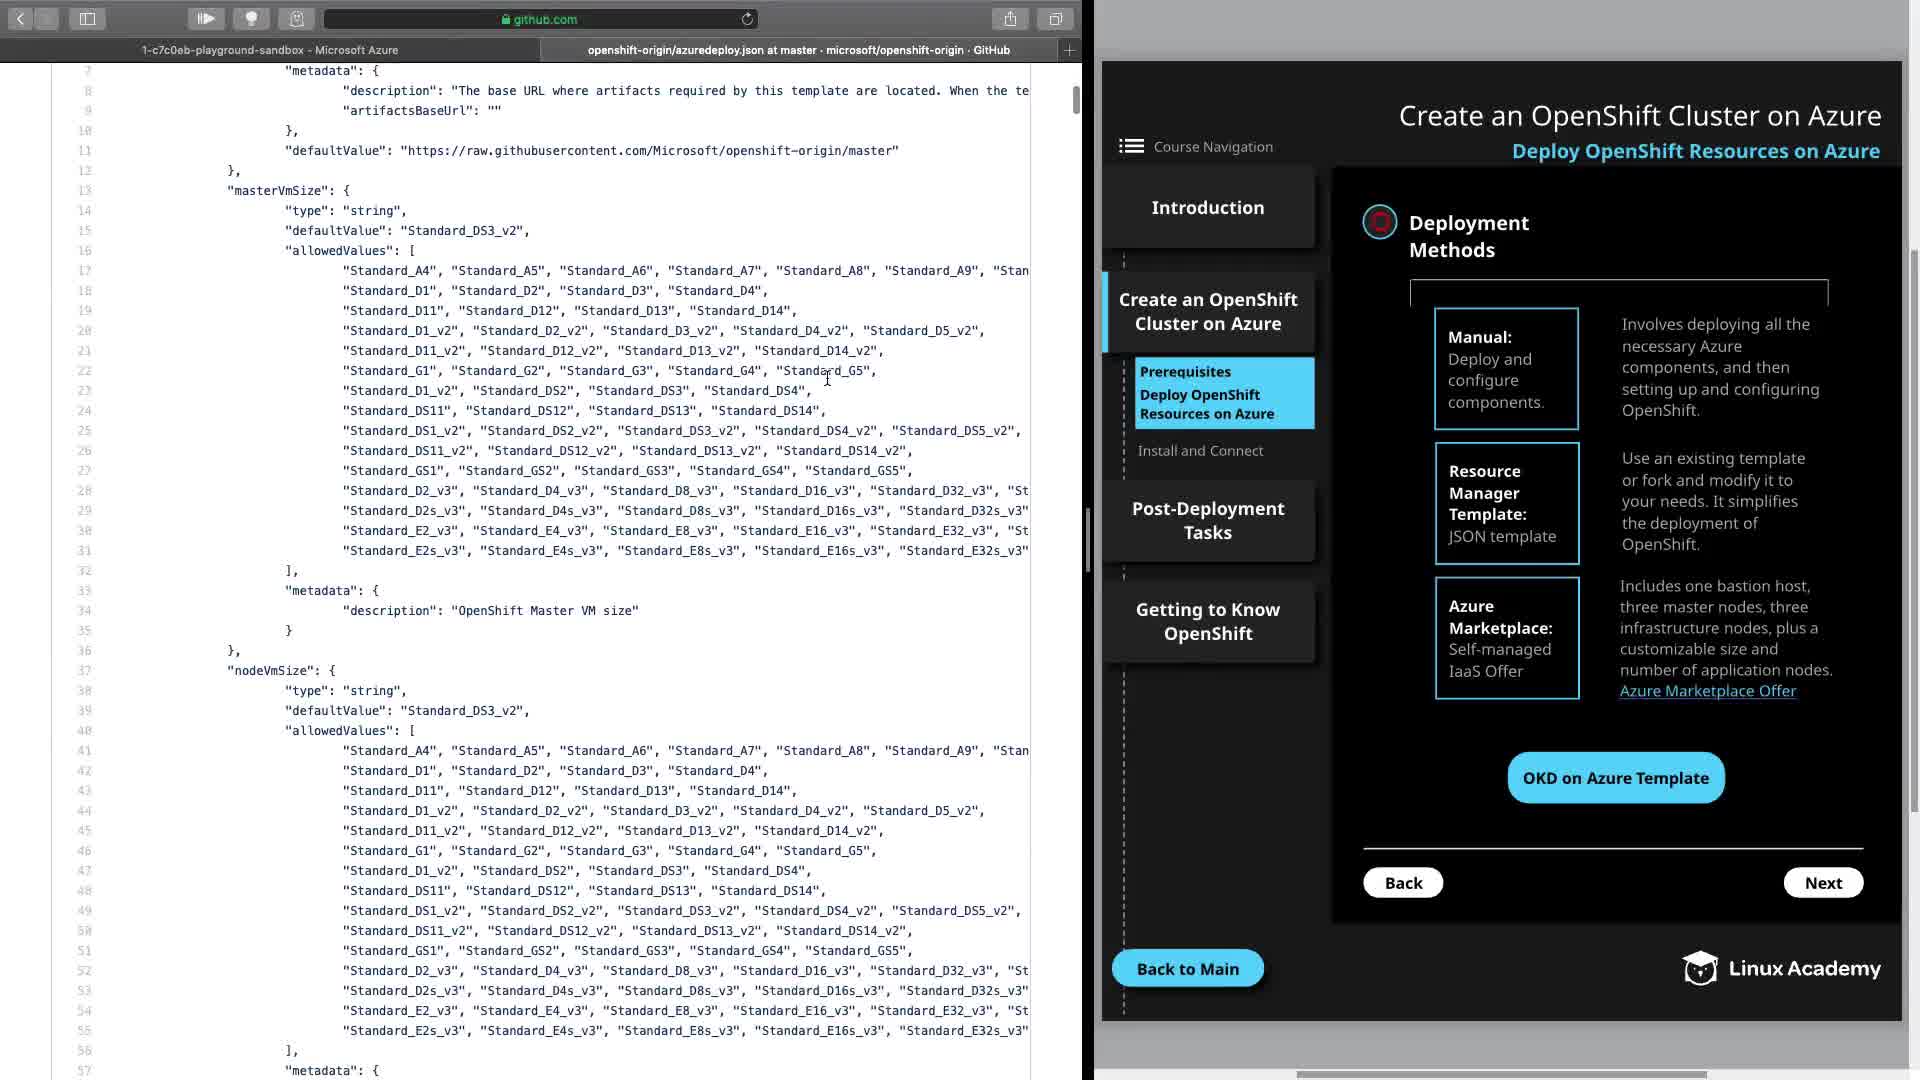 github.com
1-c7c0eb-playground-sandbox - Microsoft Azure
openshift-origin/azuredeploy.json at master · microsoft/openshift-origin · GitHub
7 "metadata": {
8 "description": "The base URL where artifacts required by this template are located. When the te
9 "artifactsBaseUrl": ""
10 },
11 "defaultValue": "https://raw.githubusercontent.com/Microsoft/openshift-origin/master"
12 },
13 "masterVmSize": {
14 "type": "string",
15 "defaultValue": "Standard_DS3_v2",
16 "allowedValues": [
17 "Standard_A4", "Standard_A5", "Standard_A6", "Standard_A7", "Standard_A8", "Standard_A9", "Stan
18 "Standard_D1", "Standard_D2", "Standard_D3", "Standard_D4",
19 "Standard_D11", "Standard_D12", "Standard_D13", "Standard_D14",
20 "Standard_D1_v2", "Standard_D2_v2", "Standard_D3_v2", "Standard_D4_v2", "Standard_D5_v2",
21 "Standard_D11_v2", "Standard_D12_v2", "Standard_D13_v2", "Standard_D14_v2",
22 "Standard_G1", "Standard_G2", "Standard_G3", "Standard_G4", "Standard_G5",
23 "Standard_D1_v2", "Standard_DS2", "Standard_DS3", "Standard_DS4",
24 "Standard_DS11", "Standard_DS12", "Standard_DS13", "Standard_DS14",
25 "Standard_DS1_v2", "Standard_DS2_v2", "Standard_DS3_v2", "Standard_DS4_v2", "Standard_DS5_v2",
26 "Standard_DS11_v2", "Standard_DS12_v2", "Standard_DS13_v2", "Standard_DS14_v2",
27 "Standard_GS1", "Standard_GS2", "Standard_GS3", "Standard_GS4", "Standard_GS5",
28 "Standard_D2_v3", "Standard_D4_v3", "Standard_D8_v3", "Standard_D16_v3", "Standard_D32_v3", "St
29 "Standard_D2s_v3", "Standard_D4s_v3", "Standard_D8s_v3", "Standard_D16s_v3", "Standard_D32s_v3"
30 "Standard_E2_v3", "Standard_E4_v3", "Standard_E8_v3", "Standard_E16_v3", "Standard_E32_v3", "St
31 "Standard_E2s_v3", "Standard_E4s_v3", "Standard_E8s_v3", "Standard_E16s_v3", "Standard_E32s_v3"
32 ],
33 "metadata": {
34 "description": "OpenShift Master VM size"
35 }
36 },
37 "nodeVmSize": {
38 "type": "string",
39 "defaultValue": "Standard_DS3_v2",
40 "allowedValues": [
41 "Standard_A4", "Standard_A5", "Standard_A6", "Standard_A7", "Standard_A8", "Standard_A9", "Stan
42 "Standard_D1", "Standard_D2", "Standard_D3", "Standard_D4",
43 "Standard_D11", "Standard_D12", "Standard_D13", "Standard_D14",
44 "Standard_D1_v2", "Standard_D2_v2", "Standard_D3_v2", "Standard_D4_v2", "Standard_D5_v2",
45 "Standard_D11_v2", "Standard_D12_v2", "Standard_D13_v2", "Standard_D14_v2",
46 "Standard_G1", "Standard_G2", "Standard_G3", "Standard_G4", "Standard_G5",
47 "Standard_D1_v2", "Standard_DS2", "Standard_DS3", "Standard_DS4",
48 "Standard_DS11", "Standard_DS12", "Standard_DS13", "Standard_DS14",
49 "Standard_DS1_v2", "Standard_DS2_v2", "Standard_DS3_v2", "Standard_DS4_v2", "Standard_DS5_v2",
50 "Standard_DS11_v2", "Standard_DS12_v2", "Standard_DS13_v2", "Standard_DS14_v2",
51 "Standard_GS1", "Standard_GS2", "Standard_GS3", "Standard_GS4", "Standard_GS5",
52 "Standard_D2_v3", "Standard_D4_v3", "Standard_D8_v3", "Standard_D16_v3", "Standard_D32_v3", "St
53 "Standard_D2s_v3", "Standard_D4s_v3", "Standard_D8s_v3", "Standard_D16s_v3", "Standard_D32s_v3"
54 "Standard_E2_v3", "Standard_E4_v3", "Standard_E8_v3", "Standard_E16_v3", "Standard_E32_v3", "St
55 "Standard_E2s_v3", "Standard_E4s_v3", "Standard_E8s_v3", "Standard_E16s_v3", "Standard_E32s_v3"
56 ],
57 "metadata": {
Create an OpenShift Cluster on Azure
Deploy OpenShift Resources on Azure
Course Navigation
Introduction
Create an OpenShift
Cluster on Azure
Prerequisites
Deploy OpenShift
Resources on Azure
Install and Connect
Post-Deployment
Tasks
Getting to Know
OpenShift
Back to Main
Deployment
Methods
Manual:
Deploy and
configure
components.
Involves deploying all the
necessary Azure
components, and then
setting up and configuring
OpenShift.
Resource
Manager
Template:
JSON template
Use an existing template
or fork and modify it to
your needs. It simplifies
the deployment of
OpenShift.
Azure
Marketplace:
Self-managed
IaaS Offer
Includes one bastion host,
three master nodes, three
infrastructure nodes, plus a
customizable size and
number of application nodes.
Azure Marketplace Offer
OKD on Azure Template
Back
Next
Linux Academy